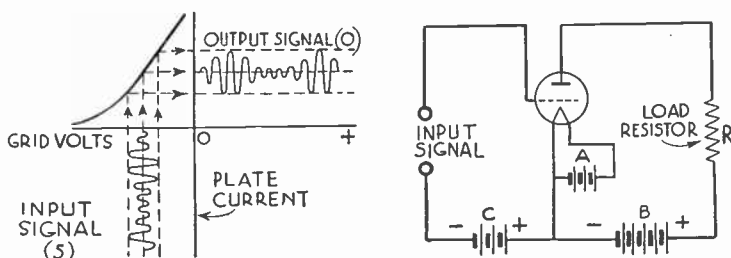 OUTPUT SIGNAL (O)
GRID VOLTS
O
+
INPUT
SIGNAL
(S)
PLATE
CURRENT
INPUT
SIGNAL
LOAD
RESISTOR
R
A
- C +
- B +